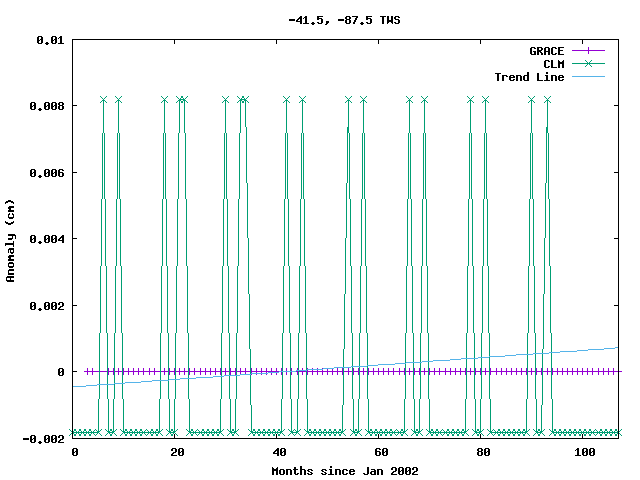 -41.5, -87.5 TWS
0.01
GRACE
CLM
Trend Line
0.008
0.006
0.004
0.002
0
-0.002
Anomaly (cm)
0 20 40 60 80 100
Months since Jan 2002